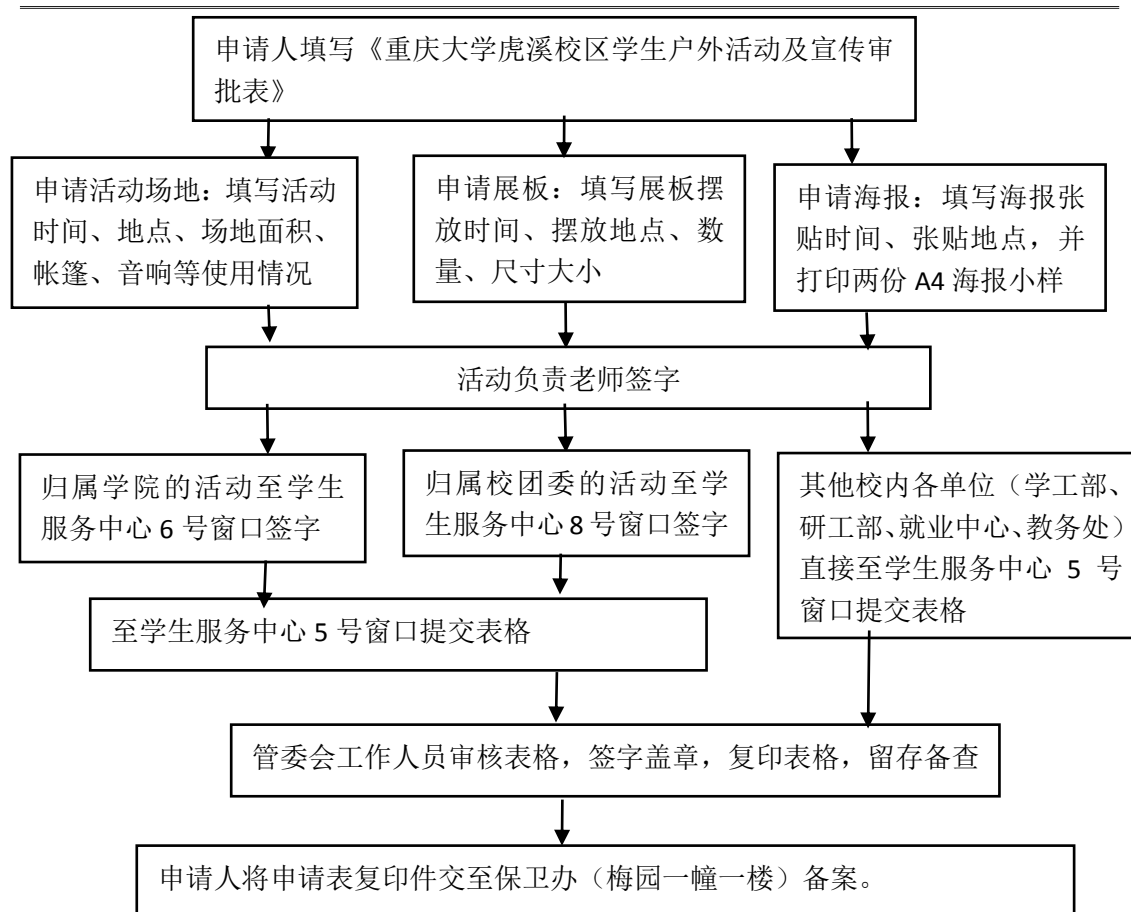 申请人填写《重庆大学虎溪校区学生户外活动及宣传审
批表》
申请活动场地：填写活动
时间、地点、场地面积、
帐篷、音响等使用情况
申请展板：填写展板摆
放时间、摆放地点、数
量、尺寸大小
申请海报：填写海报张
贴时间、张贴地点，并
打印两份 A4 海报小样
活动负责老师签字
归属学院的活动至学生
服务中心 6 号窗口签字
归属校团委的活动至学
生服务中心 8 号窗口签字
其他校内各单位（学工部、
研工部、就业中心、教务处）
直接至学生服务中心 5 号
窗口提交表格
至学生服务中心 5 号窗口提交表格
管委会工作人员审核表格，签字盖章，复印表格，留存备查
申请人将申请表复印件交至保卫办（梅园一幢一楼）备案。